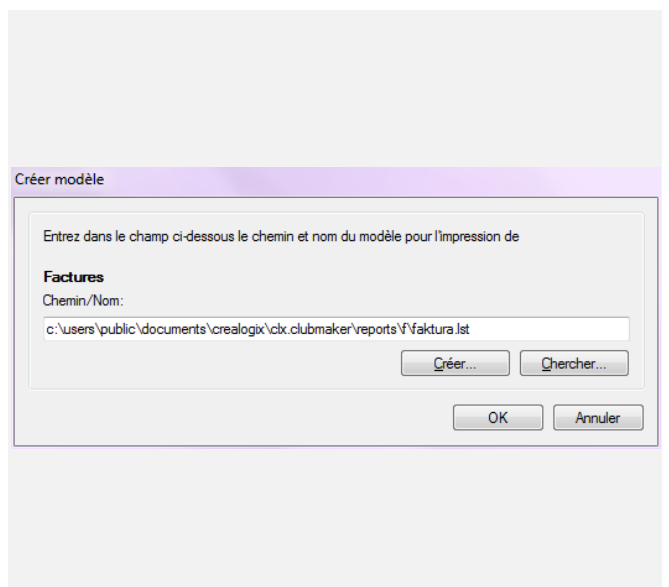 Créer modèle
Entrez dans le champ ci-dessous le chemin et nom du modèle pour l'impression de
Factures
Chemin/Nom:
c:\users\public\documents\crealogix\clx.clubmaker\reports\f\faktura.lst
Créer... Chercher...
OK Annuler